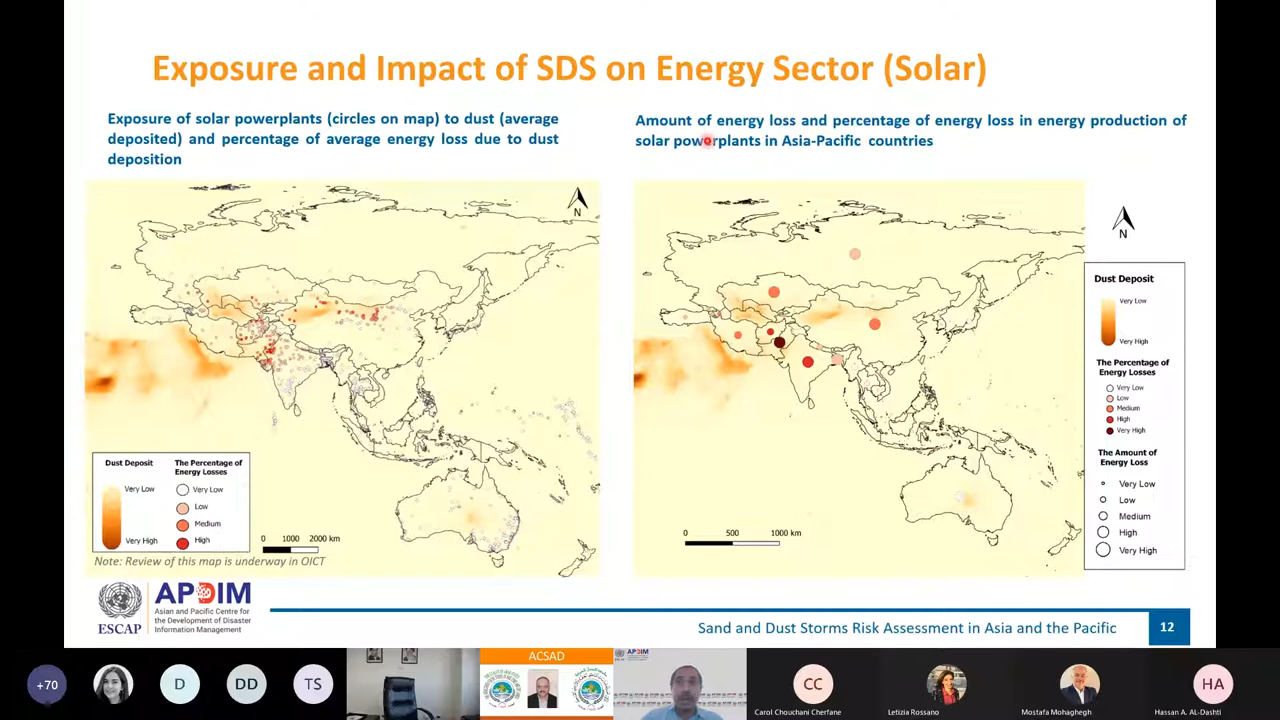 Exposure and Impact of SDS on Energy Sector (Solar)
Exposure of solar powerplants (circles on map) to dust (average
deposited) and percentage of average energy loss due to dust
deposition
Amount of energy loss and percentage of energy loss in energy production of
solar powerplants in Asia-Pacific countries
N
Dust Deposit
Very Low
Very High
The Percentage of
Energy Losses
Very Low
Low
Medium
High
0 1000 2000 km
Note: Review of this map is underway in OICT
N
0 500 1000 km
Dust Deposit
Very Low
Very High
The Percentage of
Energy Losses
Very Low
Low
Medium
High
Very High
The Amount of
Energy Loss
Very Low
Low
Medium
High
Very High
ESCAP
APDIM
Asian and Pacific Centre for
the Development of Disaster
Information Management
Sand and Dust Storms Risk Assessment in Asia and the Pacific
12
+70
D
DD
TS
ACSAD
APDIM
CC
Carol Chouchani Cherfane
Letizia Rossano
Mostafa Mohaghegh
HA
Hassan A. AL-Dashti